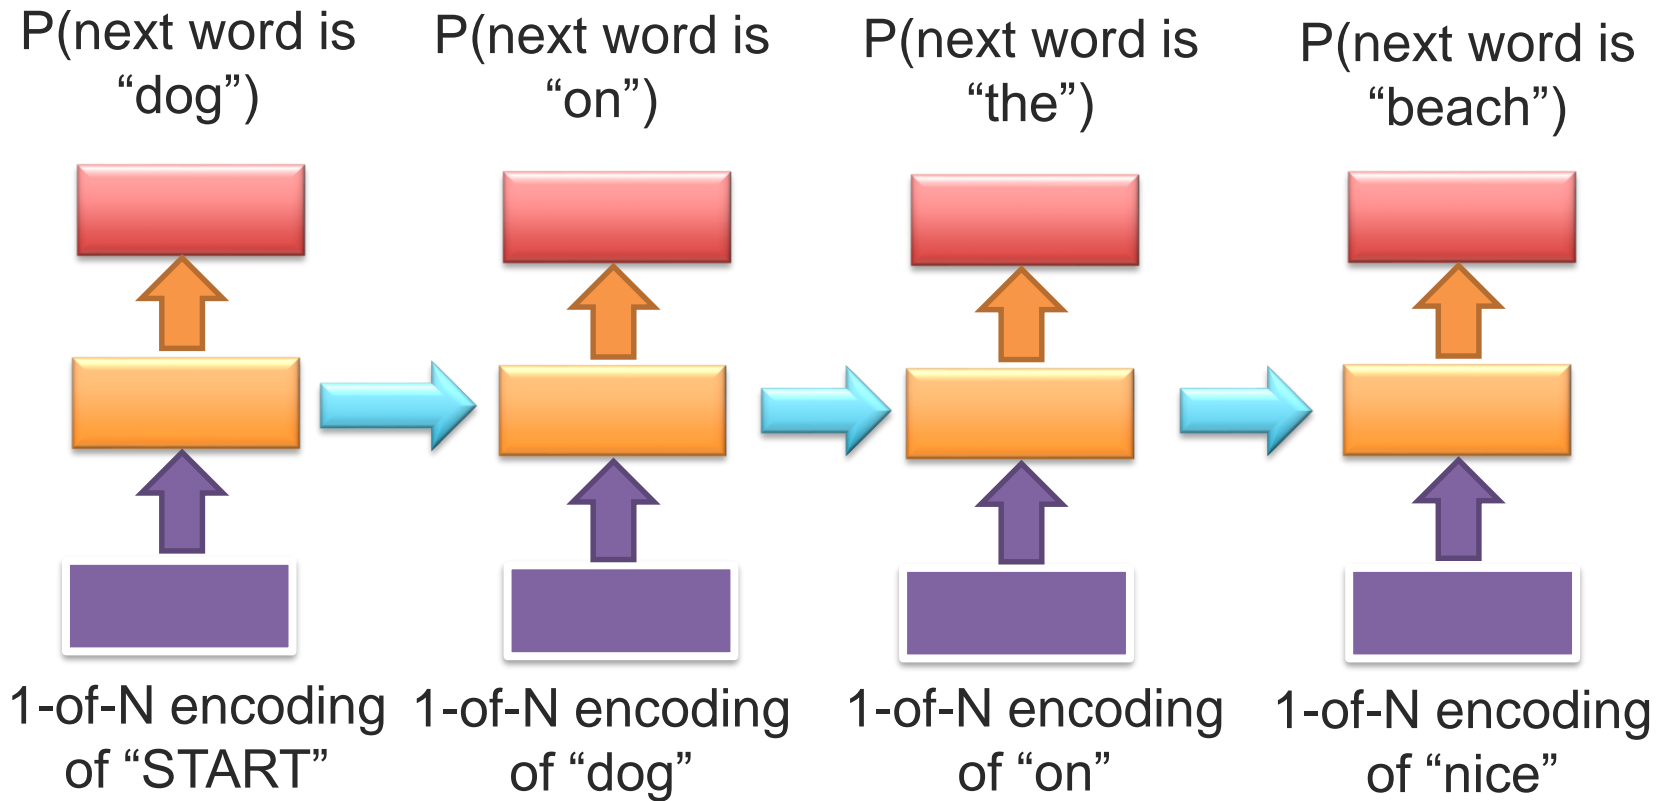 P(next word is
“dog”)
P(next word is
“on”)
P(next word is
“the”)
P(next word is
“beach”)
1-of-N encoding
of “START”
1-of-N encoding
of “dog”
1-of-N encoding
of “on”
1-of-N encoding
of “nice”